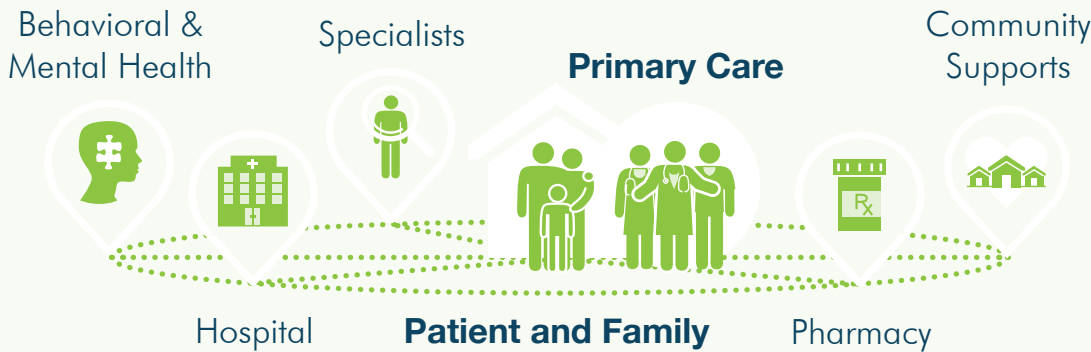 Behavioral &
Mental Health
Specialists
Primary Care
Community
Supports
Rx
Hospital
Patient and Family
Pharmacy